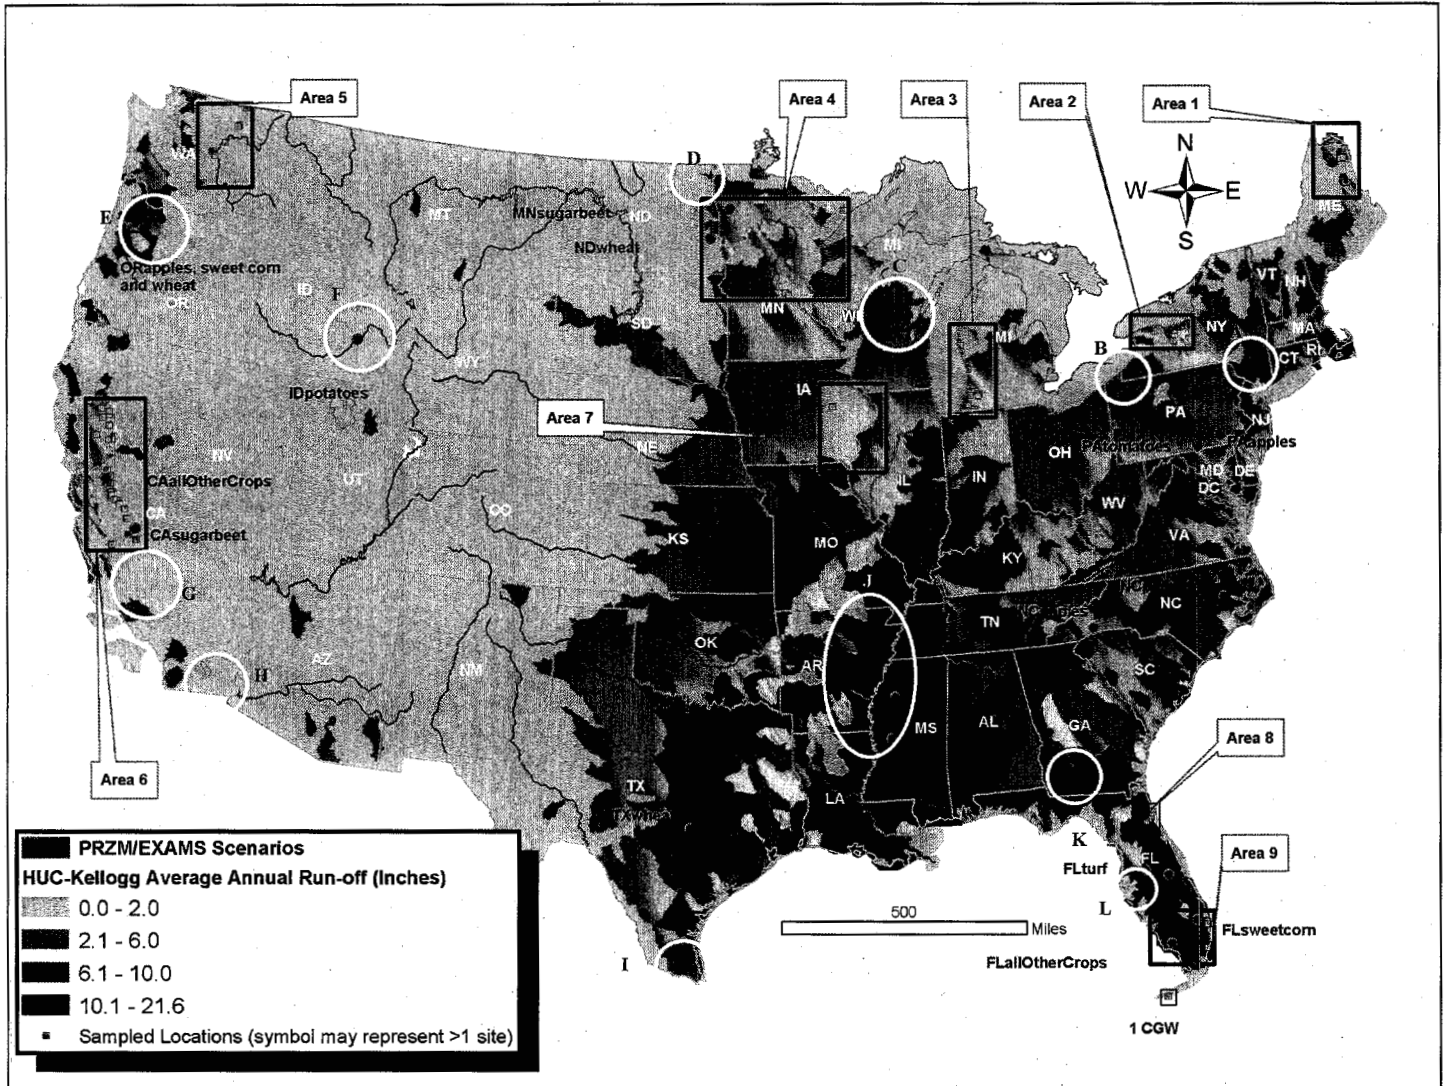 Area 5
Area 4
Area 3
Area 2
Area 1
N
W E
S
D
WA
MT
MNsugarbeet
ND
NDwheat
ME
E
ORapples, sweet corn
and wheat
OR
ID
F
MI
C
VT
NH
MN
WI
SD
MI
NY
MA
B
CT
RI
WY
IDpotatoes
IA
Area 7
PA
NJ
NE
OH
PAtomatoes
PAapples
NV
CAallOtherCrops
UT
CO
IL
IN
MD
DE
DC
WV
CA
CAsugarbeet
KS
MO
VA
KY
G
J
NC
TN
OK
AZ
NM
H
AR
SC
MS
AL
GA
Area 6
Area 8
TX
LA
K
FLturf
FL
Area 9
L
500
Miles
FLsweetcorn
FLallOtherCrops
I
1 CGW
PRZM/EXAMS Scenarios
HUC-Kellogg Average Annual Run-off (Inches)
0.0 - 2.0
2.1 - 6.0
6.1 - 10.0
10.1 - 21.6
Sampled Locations (symbol may represent >1 site)